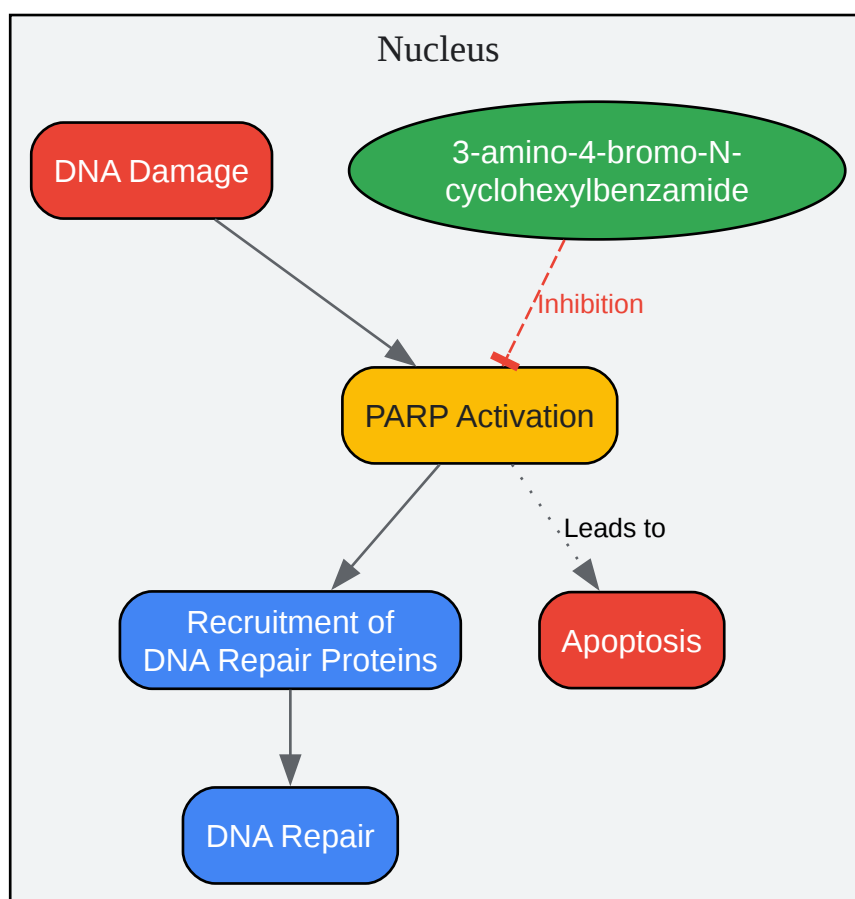 Nucleus
DNA Damage
3-amino-4-bromo-N-
cyclohexylbenzamide
Inhibition
PARP Activation
Leads to
Recruitment of
DNA Repair Proteins
Apoptosis
DNA Repair